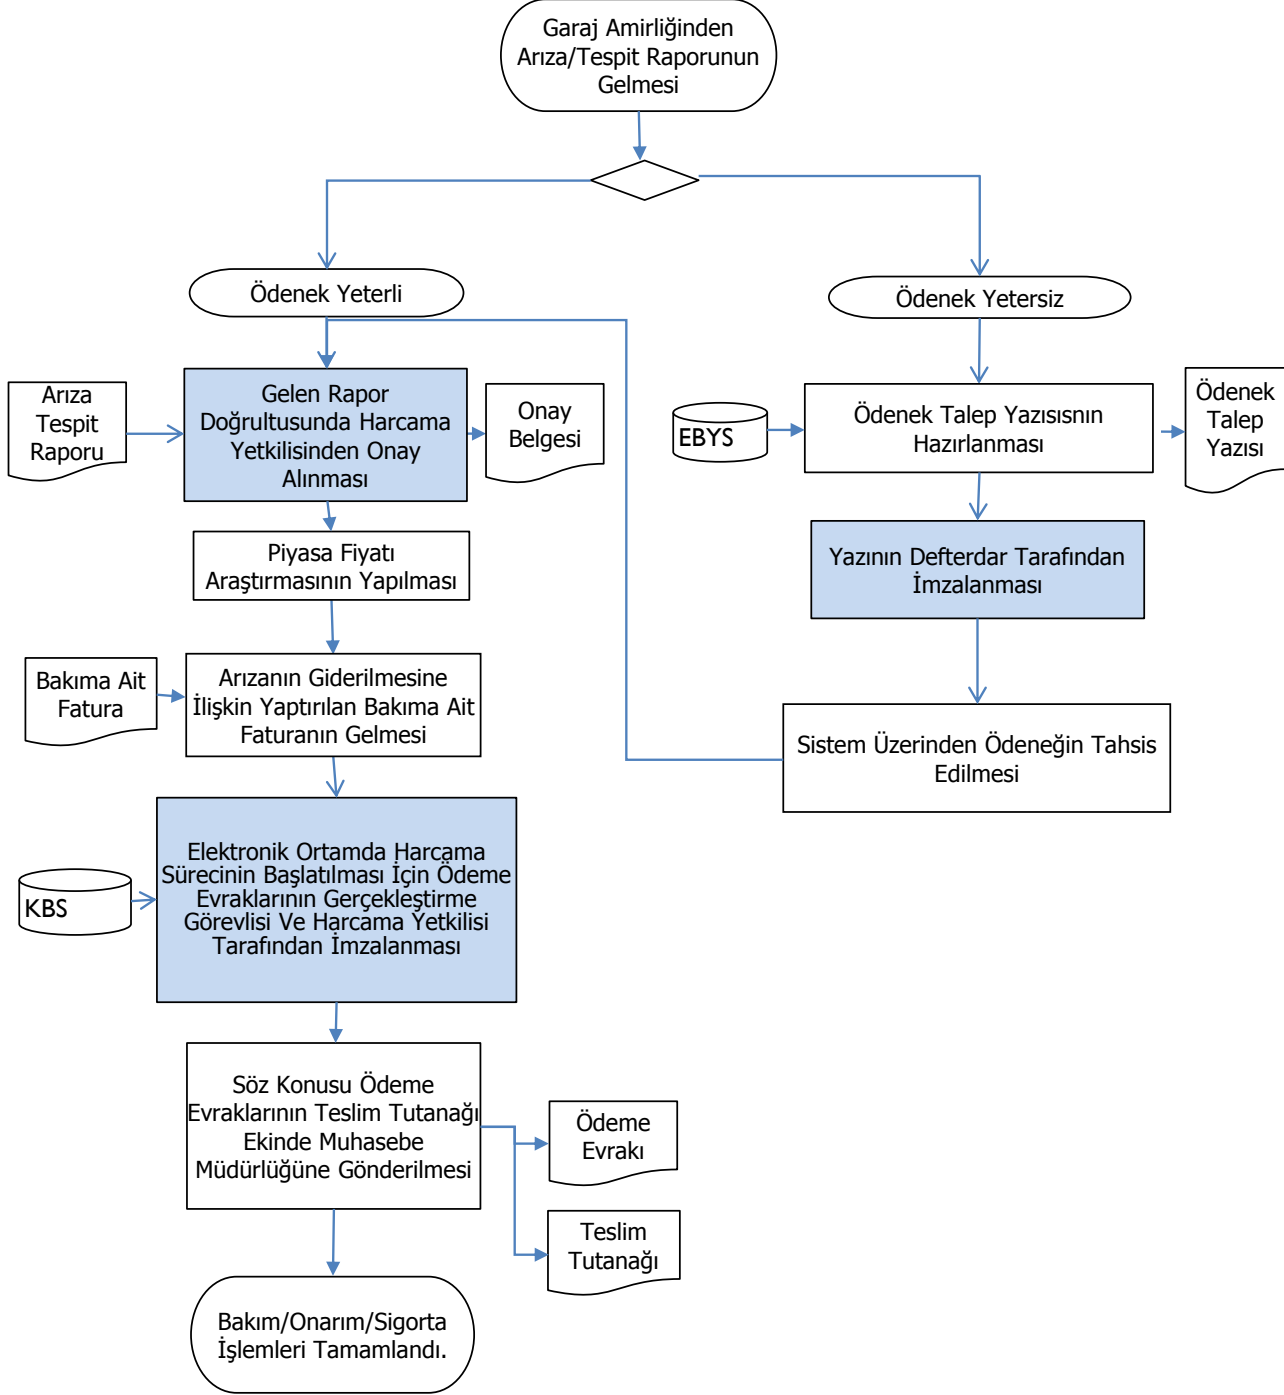 Garaj Amirliğinden
Arıza/Tespit Raporunun
Gelmesi
Ödenek Yeterli
Ödenek Yetersiz
Arıza
Tespit
Raporu
Gelen Rapor
Doğrultusunda Harcama
Yetkilisinden Onay
Alınması
Onay
Belgesi
EBYS
Ödenek Talep Yazısısnın
Hazırlanması
Ödenek
Talep
Yazısı
Piyasa Fiyatı
Araştırmasının Yapılması
Yazının Defterdar Tarafından
İmzalanması
Bakıma Ait
Fatura
Arızanın Giderilmesine
İlişkin Yaptırılan Bakıma Ait
Faturanın Gelmesi
Sistem Üzerinden Ödeneğin Tahsis
Edilmesi
KBS
Elektronik Ortamda Harcama
Sürecinin Başlatılması İçin Ödeme
Evraklarının Gerçekleştirme
Görevlisi Ve Harcama Yetkilisi
Tarafından İmzalanması
Söz Konusu Ödeme
Evraklarının Teslim Tutanağı
Ekinde Muhasebe
Müdürlüğüne Gönderilmesi
Ödeme
Evrakı
Teslim
Tutanağı
Bakım/Onarım/Sigorta
İşlemleri Tamamlandı.